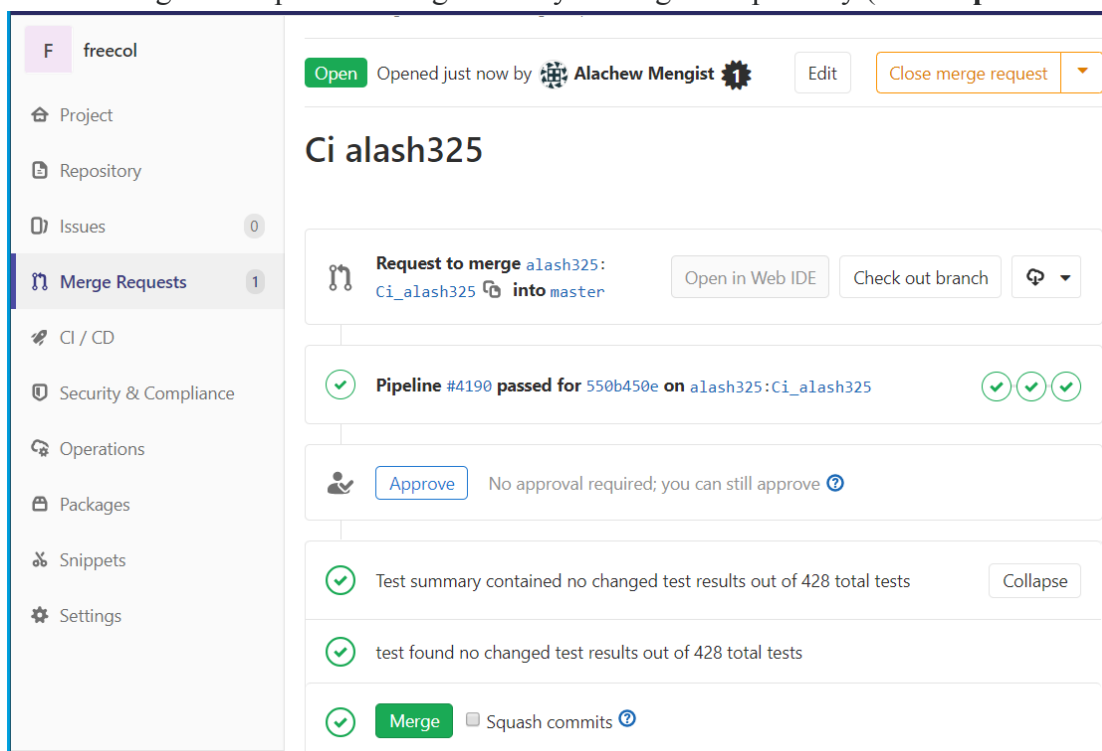 F freecol
Project
Repository
Issues 0
Merge Requests 1
CI / CD
Security & Compliance
Operations
Packages
Snippets
Settings
Open Opened just now by Alachew Mengist 1 Edit Close merge request
Ci alash325
Request to merge alash325: Open in Web IDE Check out branch
Ci_alash325 into master
Pipeline #4190 passed for 550b450e on alash325:Ci_alash325
Approve No approval required; you can still approve ?
Test summary contained no changed test results out of 428 total tests Collapse
test found no changed test results out of 428 total tests
Merge Squash commits ?